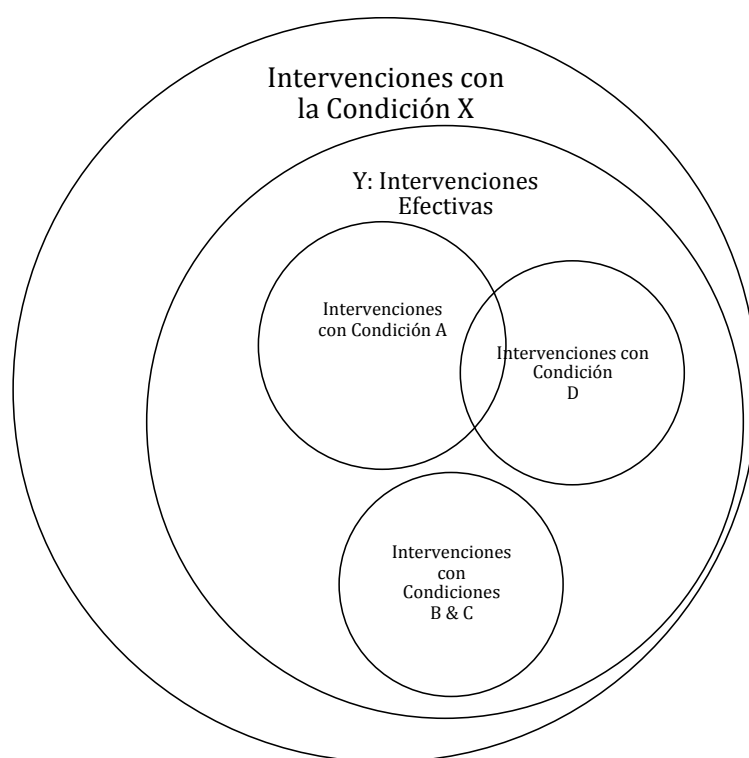 Intervenciones con
la Condición X
Y: Intervenciones
Efectivas
Intervenciones
con Condición A
Intervenciones con
Condición
D
Intervenciones
con
Condiciones
B & C